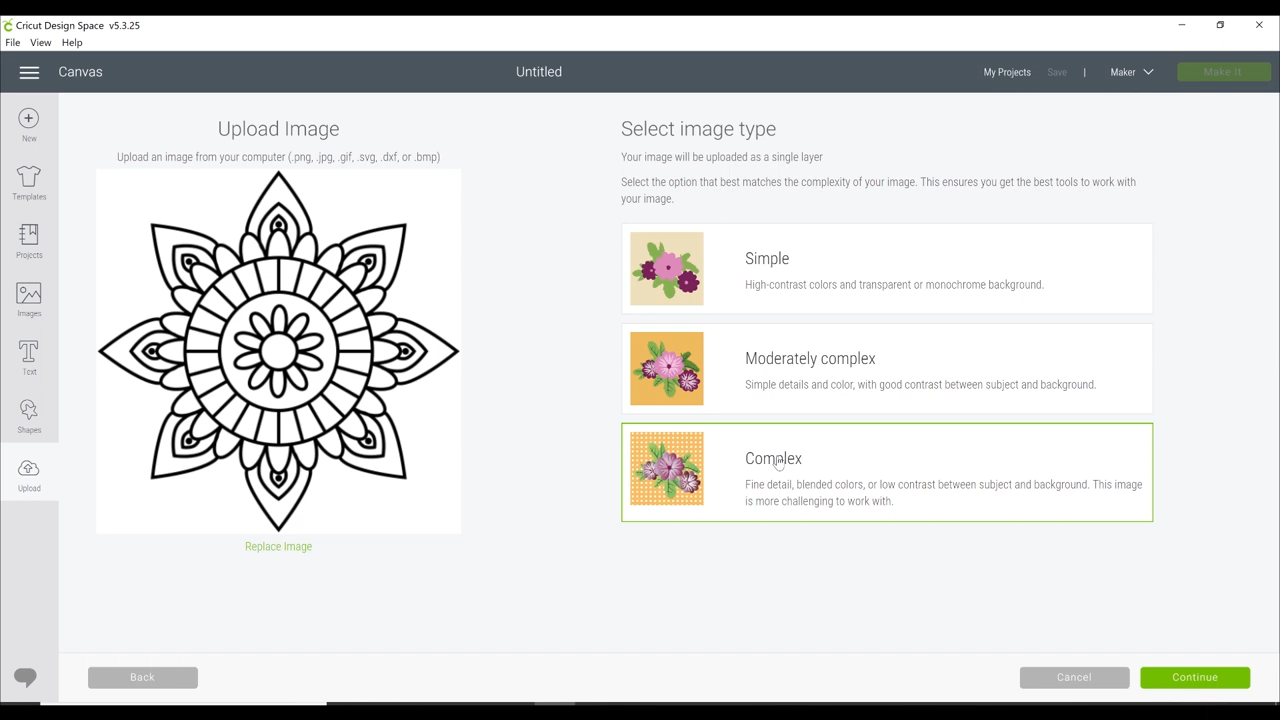 Cricut Design Space v5.3.25
File View Help
Canvas
Untitled
My Projects Save | Maker Make It
New
Templates
Projects
Images
Text
Shapes
Upload
Upload Image
Upload an image from your computer (.png, .jpg, .gif, .svg, .dxf, or .bmp)
Replace Image
Select image type
Your image will be uploaded as a single layer
Select the option that best matches the complexity of your image. This ensures you get the best tools to work with
your image.
Simple
High-contrast colors and transparent or monochrome background.
Moderately complex
Simple details and color, with good contrast between subject and background.
Complex
Fine detail, blended colors, or low contrast between subject and background. This image
is more challenging to work with.
Back
Cancel
Continue